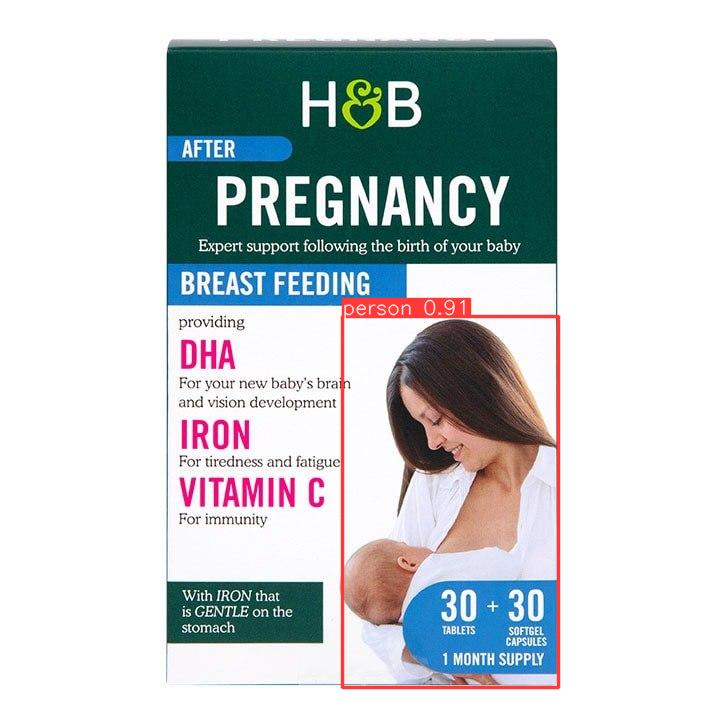 H&B
AFTER
PREGNANCY
Expert support following the birth of your baby
BREAST FEEDING
person 0.91
providing
DHA
For your new baby's brain
and vision development
IRON
For tiredness and fatigue
VITAMIN C
For immunity
With IRON that
is GENTLE on the
stomach
30 + 30
TABLETS SOFTGEL
CAPSULES
1 MONTH SUPPLY